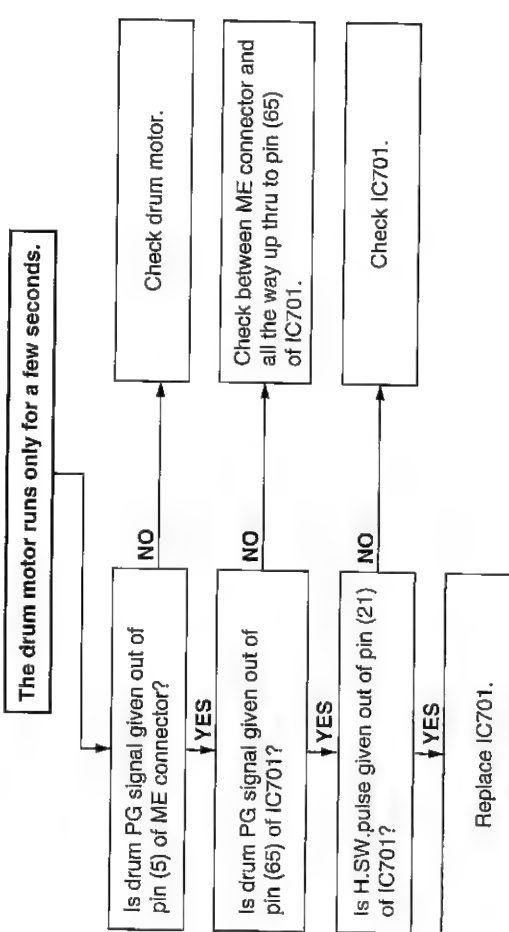 The drum motor runs only for a few seconds.
Is drum PG signal given out of
pin (5) of ME connector?
NO
Check drum motor.
YES
Is drum PG signal given out of
pin (65) of IC701?
NO
Check between ME connector and
all the way up thru to pin (65)
of IC701.
YES
Is H.SW.pulse given out of pin (21)
of IC701?
NO
Check IC701.
YES
Replace IC701.